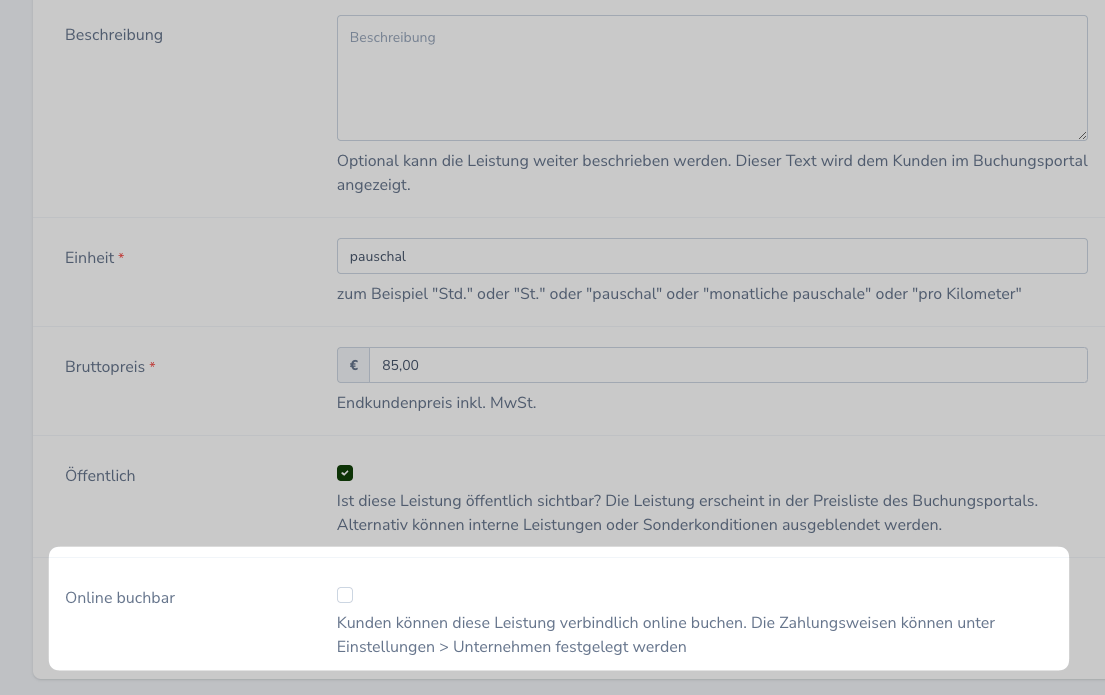 Beschreibung
Beschreibung
Optional kann die Leistung weiter beschrieben werden. Dieser Text wird dem Kunden im Buchungsportal
angezeigt.
Einheit *
pauschal
zum Beispiel "Std." oder "St." oder "pauschal" oder "monatliche pauschale" oder "pro Kilometer"
Bruttopreis *
€ 85,00
Endkundenpreis inkl. MwSt.
Öffentlich
Ist diese Leistung öffentlich sichtbar? Die Leistung erscheint in der Preisliste des Buchungsportals.
Alternativ können interne Leistungen oder Sonderkonditionen ausgeblendet werden.
Online buchbar
Kunden können diese Leistung verbindlich online buchen. Die Zahlungsweisen können unter
Einstellungen > Unternehmen festgelegt werden